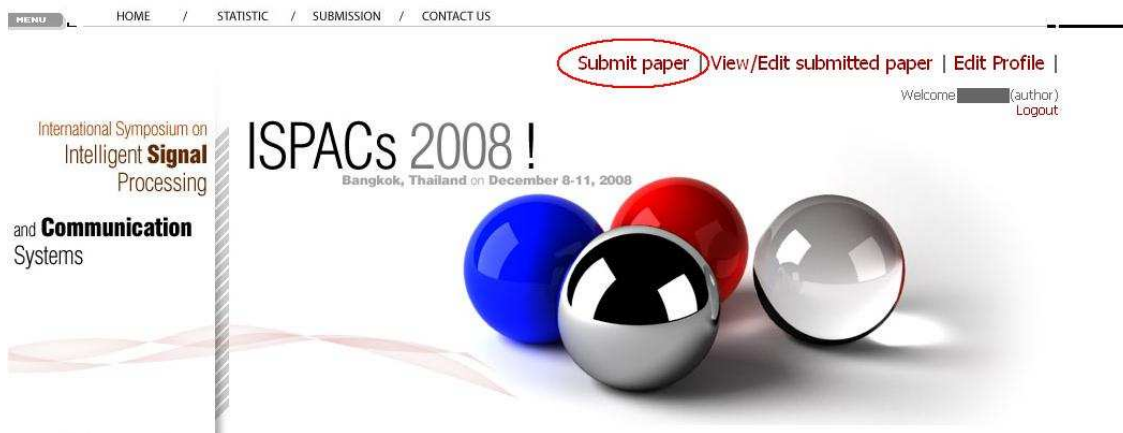 MENU HOME / STATISTIC / SUBMISSION / CONTACT US
Submit paper | View/Edit submitted paper | Edit Profile |
Welcome (author)
Logout
International Symposium on
Intelligent Signal
Processing
and Communication
Systems
ISPACs 2008 !
Bangkok, Thailand on December 8-11, 2008